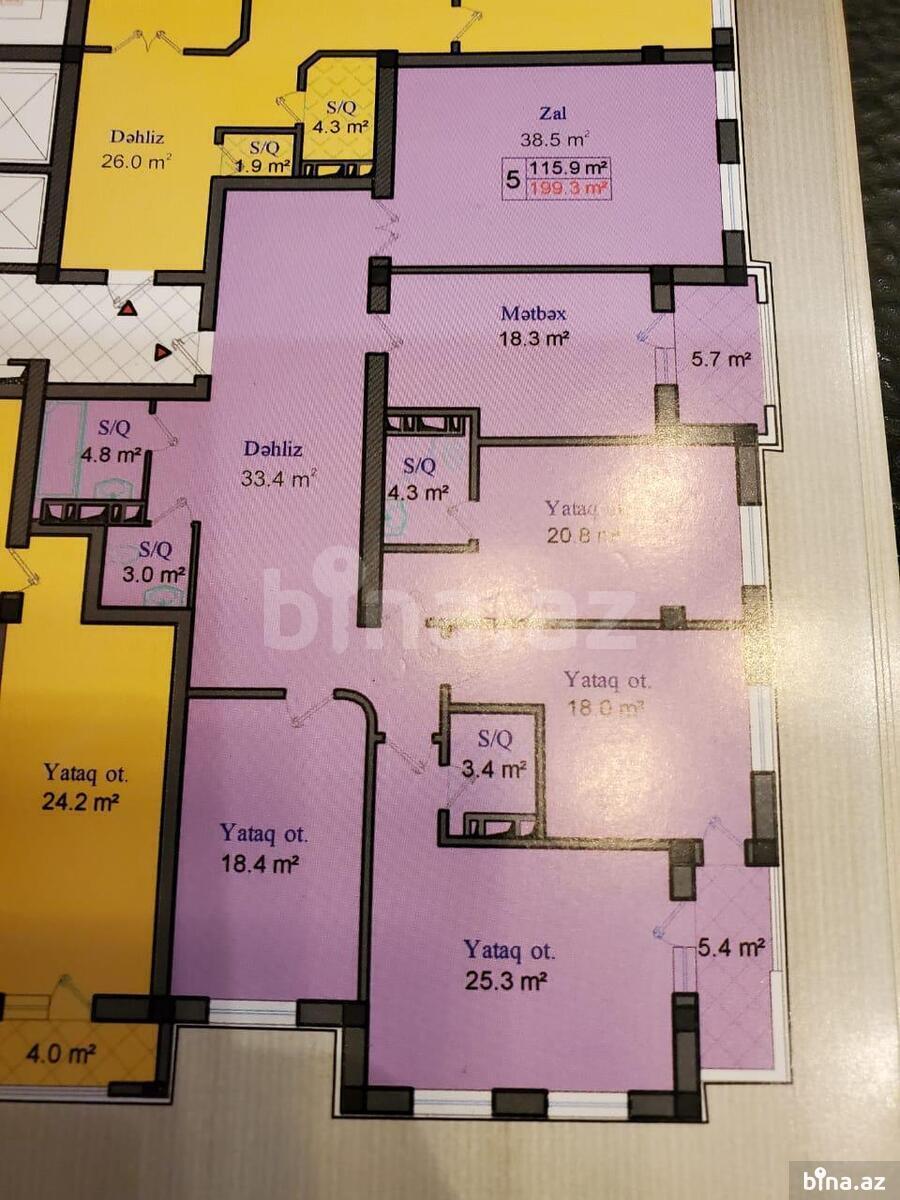 S/Q
4.3 m²
Dəhliz
26.0 m²
S/Q
1.9 m²
Zal
38.5 m²
5
115.9 m²
199.3 m²
Mətbəx
18.3 m²
5.7 m²
S/Q
4.8 m²
Dəhliz
33.4 m²
S/Q
4.3 m²
Yataq
20.8 m²
S/Q
3.0 m²
bina.az
Yataq ot.
18.0 m²
S/Q
3.4 m²
Yataq ot.
24.2 m²
Yataq ot.
18.4 m²
Yataq ot.
25.3 m²
5.4 m²
4.0 m²
bina.az